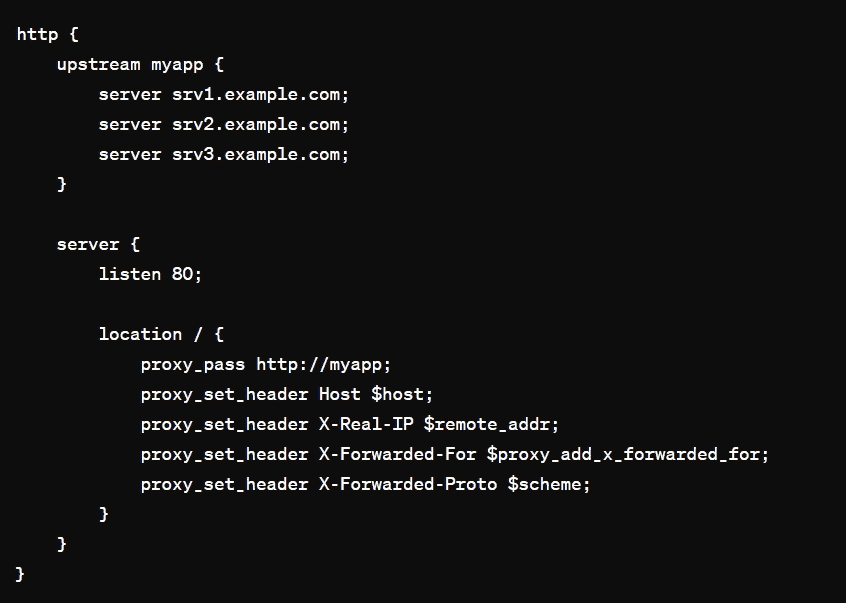 http {
    upstream myapp {
        server srv1.example.com;
        server srv2.example.com;
        server srv3.example.com;
    }

    server {
        listen 80;

        location / {
            proxy_pass http://myapp;
            proxy_set_header Host $host;
            proxy_set_header X-Real-IP $remote_addr;
            proxy_set_header X-Forwarded-For $proxy_add_x_forwarded_for;
            proxy_set_header X-Forwarded-Proto $scheme;
        }
    }
}